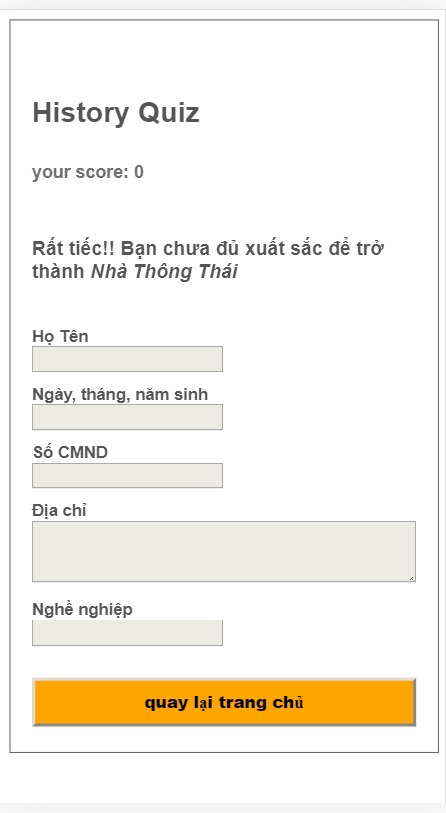 History Quiz
your score: 0
Rất tiếc!! Bạn chưa đủ xuất sắc để trở
thành Nhà Thông Thái
Họ Tên
Ngày, tháng, năm sinh
Số CMND
Địa chỉ
Nghề nghiệp
quay lại trang chủ